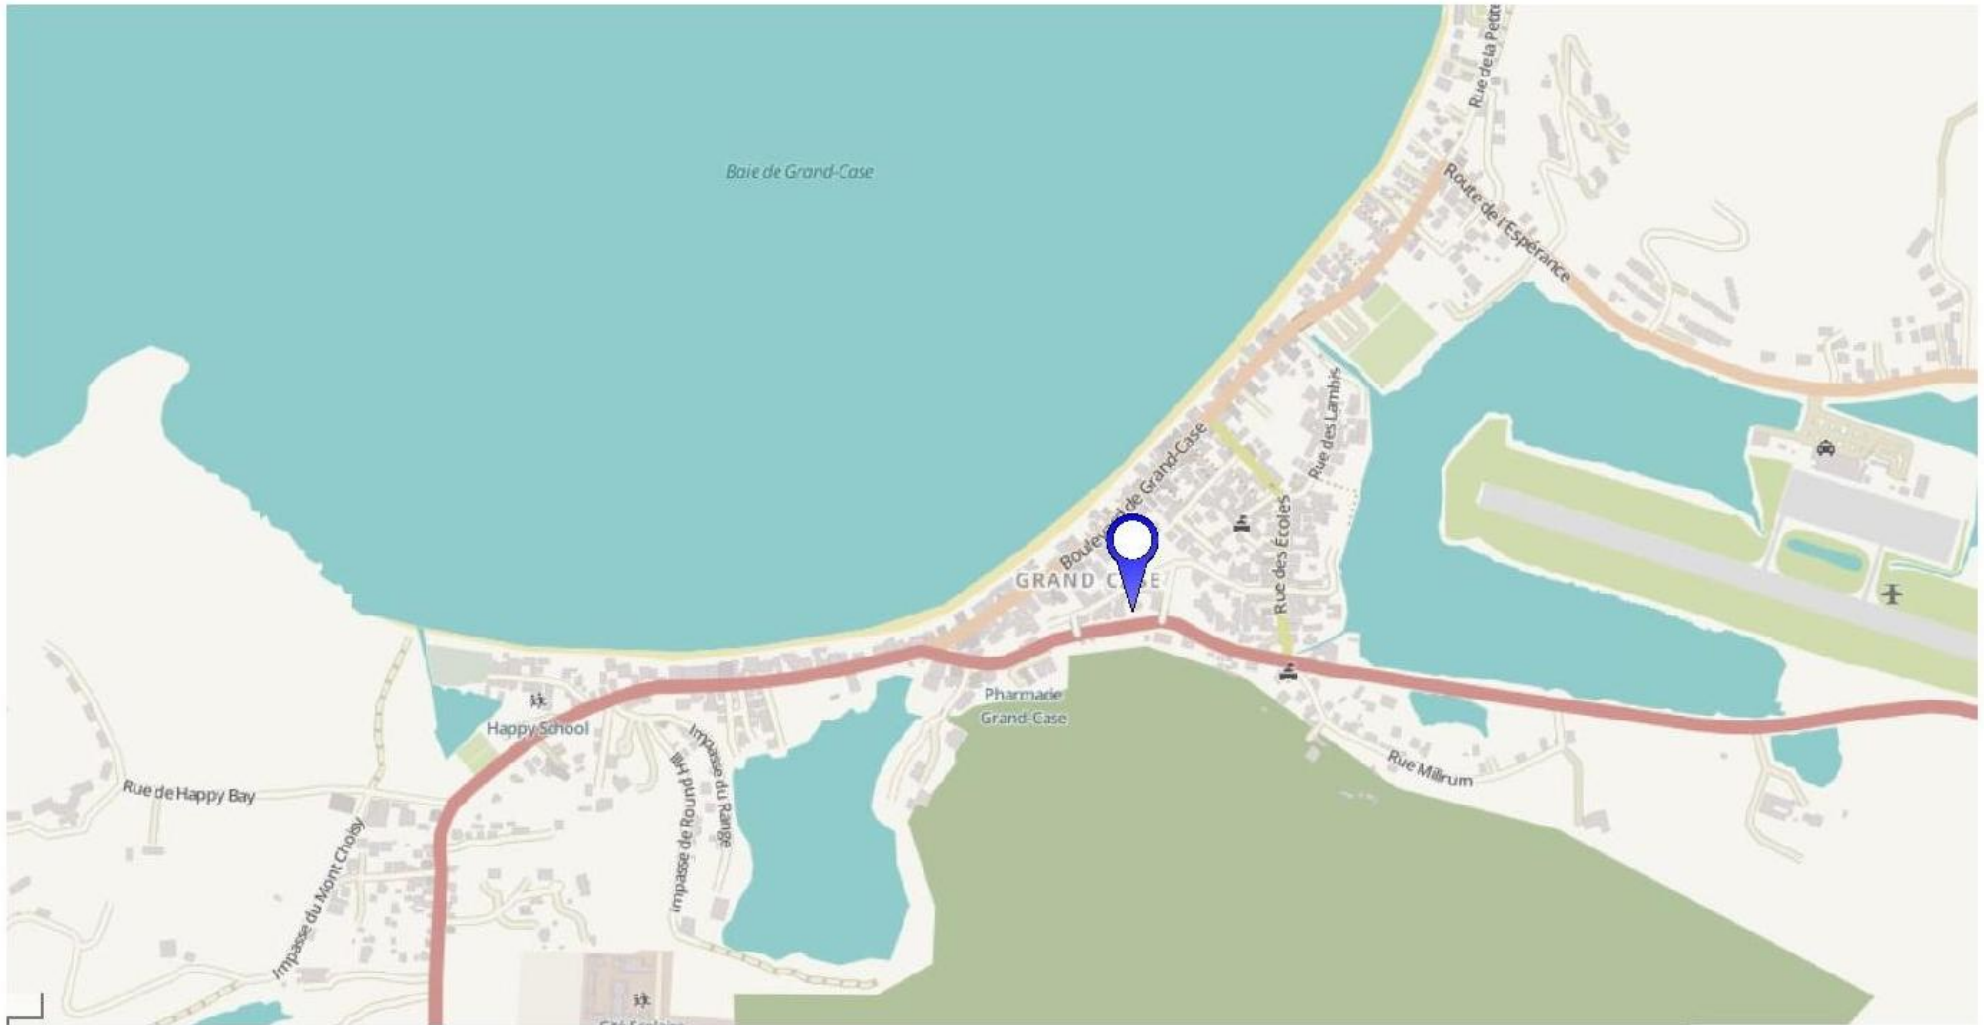 Rue de la Petite
Baie de Grand-Case
Route de l'Espérance
Rue des Lambis
Boulevard de Grand-Case
Rue des Écoles
GRAND CASE
Pharmacie
Grand-Case
Happy School
Impasse du Range
Impasse de Round Hill
Rue Millrum
Rue de Happy Bay
Impasse du Mont Choisy